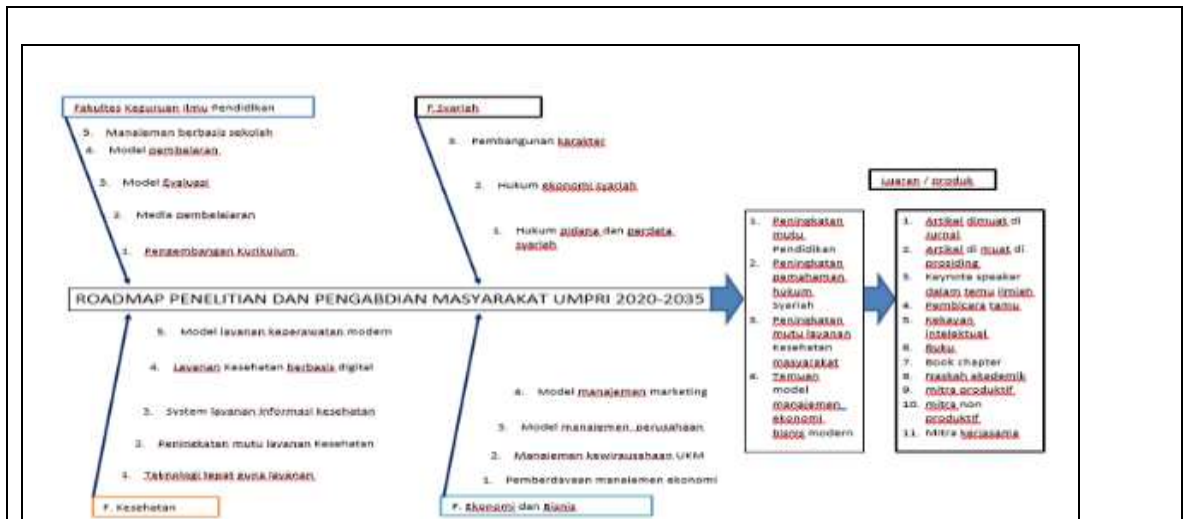 Fakultas Keguruan Ilmu Pendidikan
5. Manajemen berbasis sekolah
4. Model pembalaran
3. Model Evaluasi
2. Media pembelajaran
1. Pengembangan Kurikulum
F.Syariah
3. Pembangunan karakter
2. Hukum ekonomi syariah
1. Hukum pidana dan perdata
syariah
ROADMAP PENELITIAN DAN PENGABDIAN MASYARAKAT UMPRI 2020-2035
5. Model layanan keperawatan modern
4. Layanan Kesehatan berbasis digital
3. System layanan informasi kesehatan
2. Peningkatan mutu layanan Kesehatan
1. Teknologi tepat guna layanan
F. Kesehatan
4. Model manajemen marketing
3. Model manajemen perusahaan
2. Manajemen kewirausahaan UKM
1. Pemberdayaan manajemen ekonomi
F. Ekonomi dan Bisnis
1. Peningkatan
mutu
Pendidikan
2. Peningkatan
pemahaman
hukum
Syariah
3. Peningkatan
mutu layanan
Kesehatan
masyarakat
4. Temuan
model
manajemen
ekonomi
bisnis modern
Luaran / produk
1. Artikel dimuat di
Jurnal
2. Artikel di muat di
prosiding
3. Keynote speaker
dalam temu ilmiah
4. Pembicara tamu
5. Kekayan
intelektual
6. Buku
7. Book chapter
8. Naskah akademik
9. mitra produktif
10. mitra non
produktif
11. Mitra kerjasama